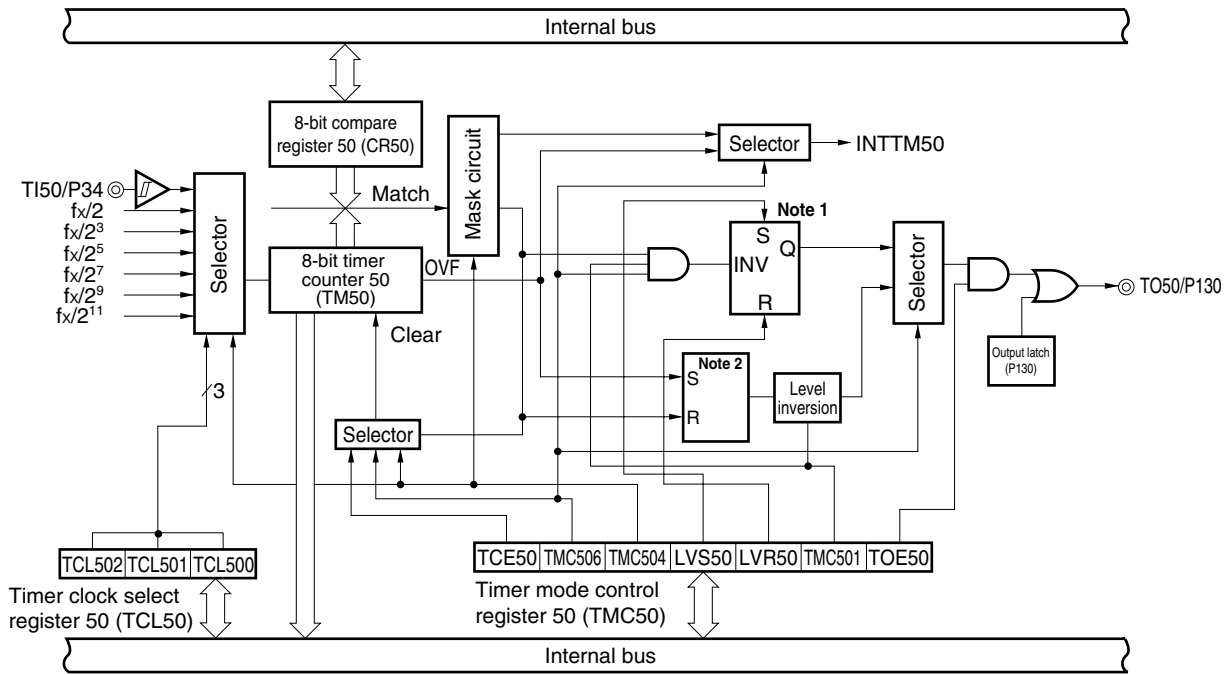 Internal bus
8-bit compare
register 50 (CR50)
Mask circuit
Selector
INTTM50
TI50/P34
fx/2
fx/2³
fx/2⁵
fx/2⁷
fx/2⁹
fx/2¹¹
Selector
Match
8-bit timer
counter 50
(TM50)
OVF
Clear
Note 1
S
Q
INV
R
Selector
TO50/P130
Output latch
(P130)
Note 2
S
R
Level
inversion
3
Selector
TCL502 TCL501 TCL500
Timer clock select
register 50 (TCL50)
TCE50 TMC506 TMC504 LVS50 LVR50 TMC501 TOE50
Timer mode control
register 50 (TMC50)
Internal bus